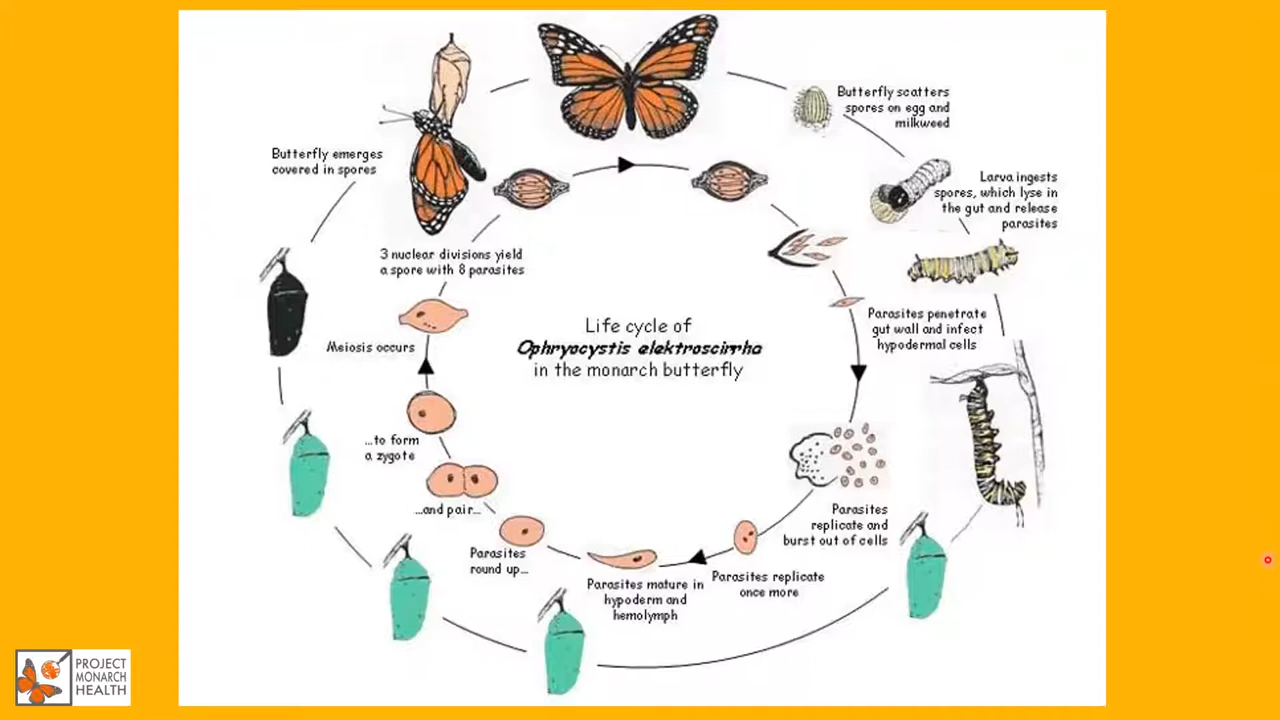 Life cycle of
Ophryocystis elektroscirrha
in the monarch butterfly
Butterfly scatters
spores on egg and
milkweed
Larva ingests
spores, which lyse in
the gut and release
parasites
Parasites penetrate
gut wall and infect
hypodermal cells
Parasites
replicate and
burst out of cells
Parasites replicate
once more
Parasites mature in
hypoderm and
hemolymph
Parasites
round up...
...and pair...
...to form
a zygote
Meiosis occurs
3 nuclear divisions yield
a spore with 8 parasites
Butterfly emerges
covered in spores
PROJECT
MONARCH
HEALTH